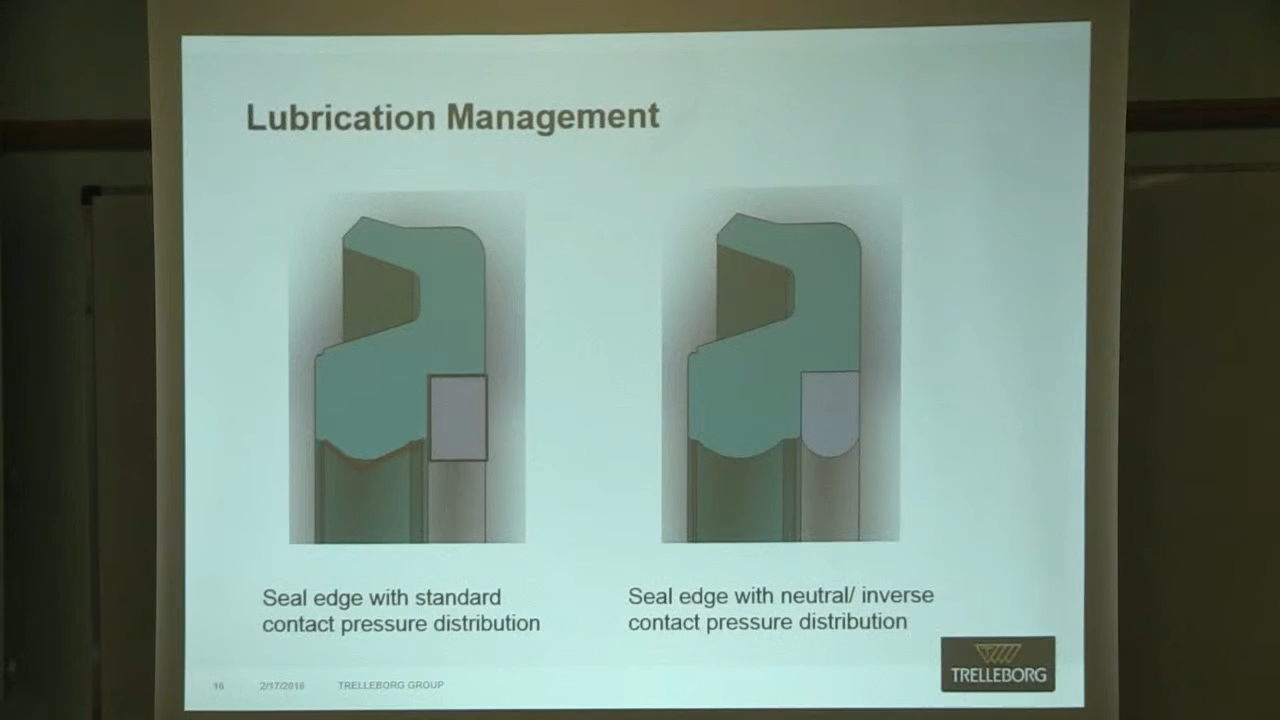 Lubrication Management
Seal edge with standard
contact pressure distribution
Seal edge with neutral/ inverse
contact pressure distribution
TRELLEBORG
16 2/17/2016 TRELLEBORG GROUP